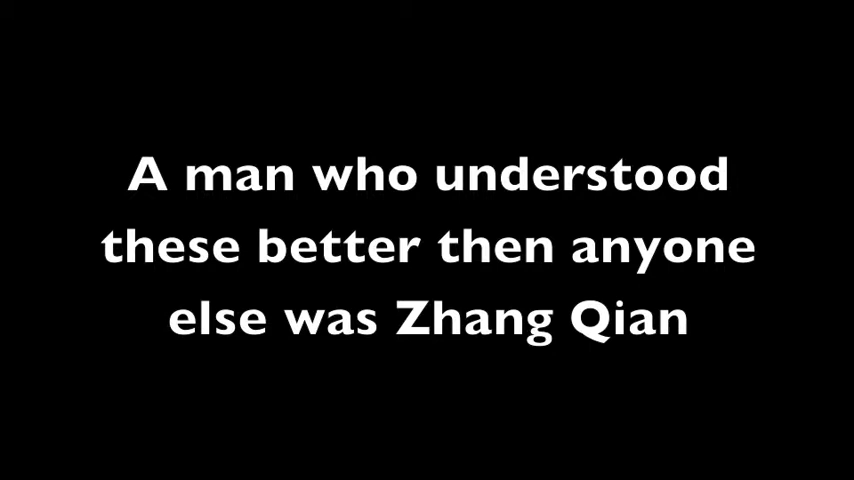 A man who understood
these better then anyone
else was Zhang Qian